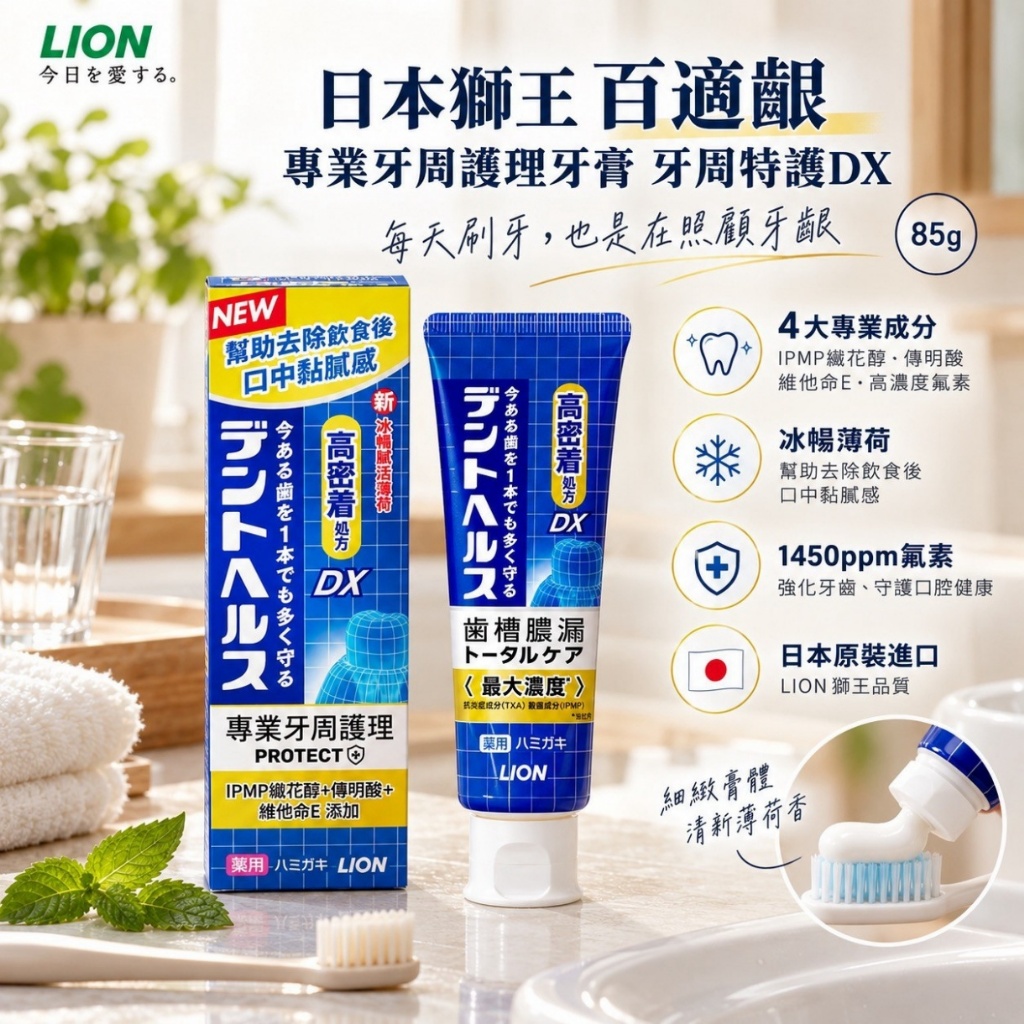 LION
今日を愛する。
日本獅王 百適齦
專業牙周護理牙膏 牙周特護DX
每天刷牙，也是在照顧牙齦
85g
NEW
幫助去除飲食後
口中黏膩感
デントヘルス
今ある歯を1本でも多く守る
高密着処方
新 冰暢膩活薄荷
DX
專業牙周護理
PROTECT
IPMP纖花醇+傳明酸+
維他命E 添加
薬用 ハミガキ LION
デントヘルス
今ある歯を1本でも多く守る
高密着処方
DX
歯槽膿漏
トータルケア
〈 最大濃度* 〉
薬用 ハミガキ
LION
4大專業成分
IPMP纖花醇・傳明酸
維他命E・高濃度氟素
冰暢薄荷
幫助去除飲食後
口中黏膩感
1450ppm氟素
強化牙齒、守護口腔健康
日本原裝進口
LION 獅王品質
細緻膏體
清新薄荷香